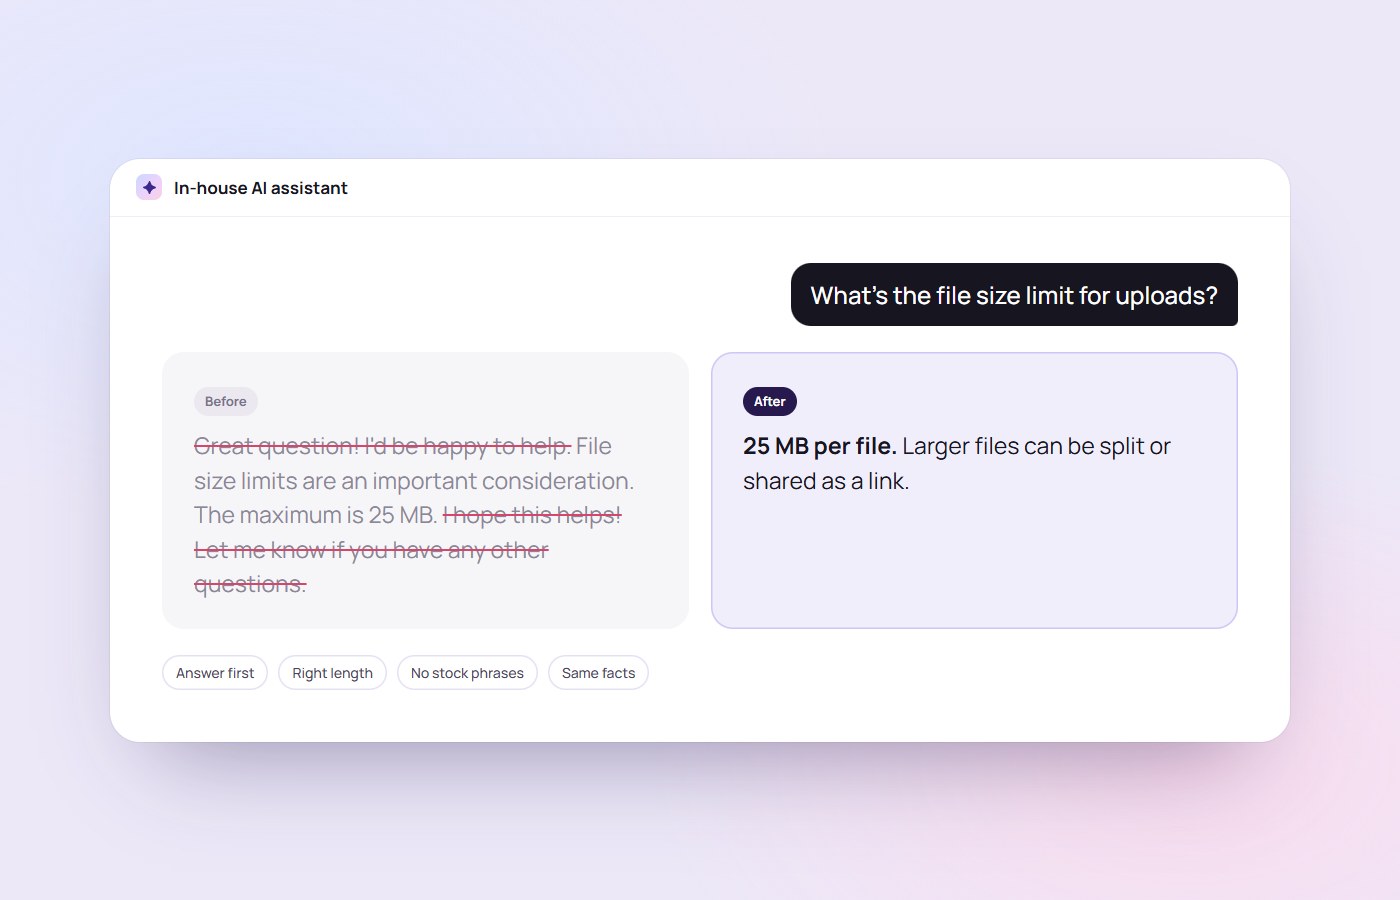 In-house AI assistant
What’s the file size limit for uploads?
Before
Great question! I'd be happy to help. File
size limits are an important consideration.
The maximum is 25 MB. I hope this helps!
Let me know if you have any other
questions.
After
25 MB per file. Larger files can be split or
shared as a link.
Answer first
Right length
No stock phrases
Same facts